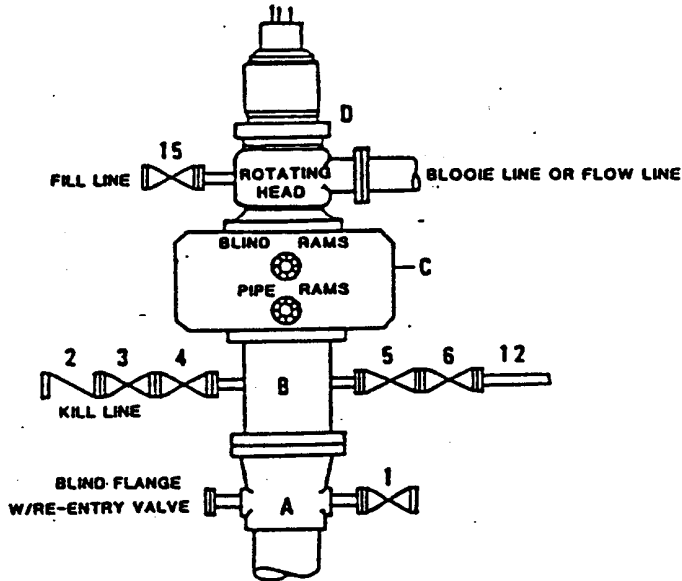 D
15
FILL LINE
ROTATING
HEAD
BLOOIE LINE OR FLOW LINE
BLIND RAMS
C
PIPE RAMS
2 3 4
5 6 12
KILL LINE
B
BLIND FLANGE
W/RE-ENTRY VALVE
A
1